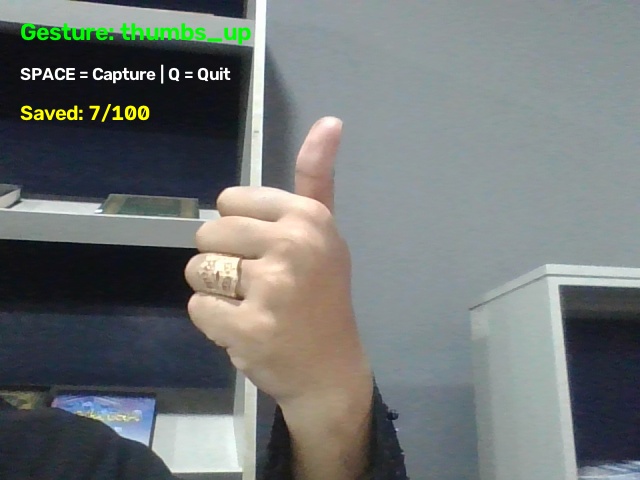 Gesture: thumbs_up
SPACE = Capture | Q = Quit
Saved: 7/100